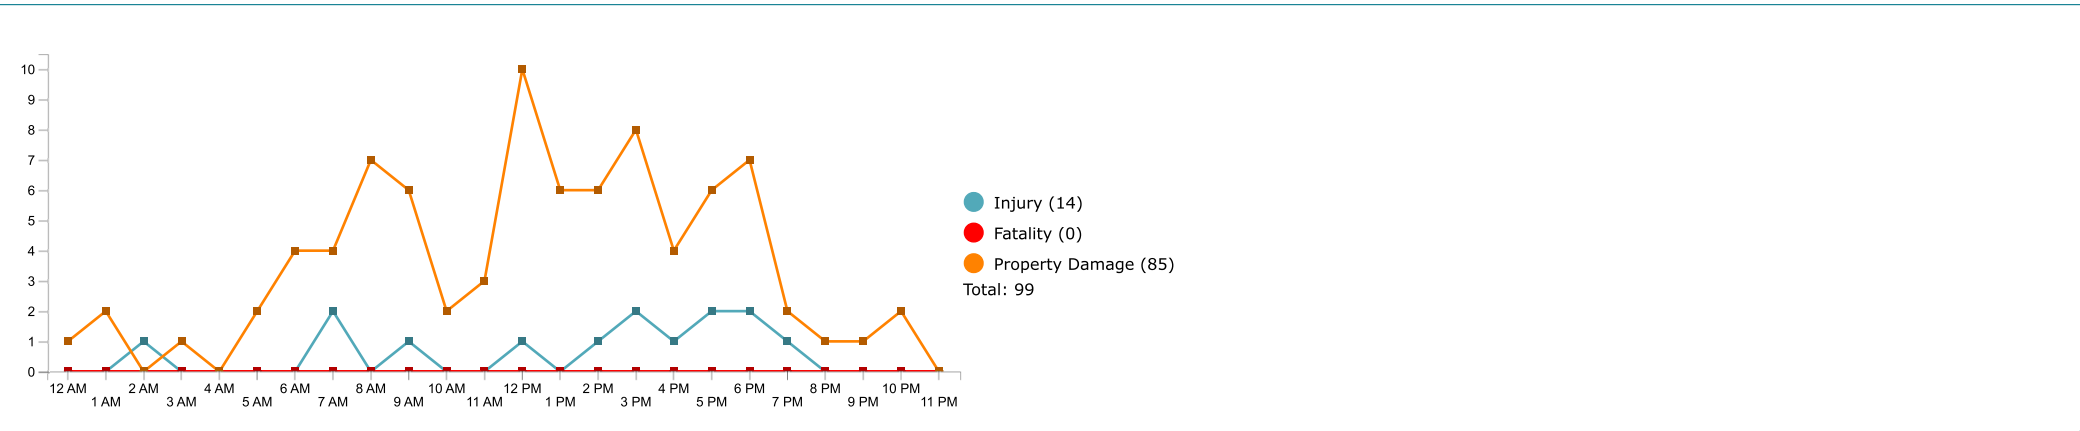 10
9
8
7
6
5
4
3
2
1
0
12 AM 2 AM 4 AM 6 AM 8 AM 10 AM 12 PM 2 PM 4 PM 6 PM 8 PM 10 PM
1 AM 3 AM 5 AM 7 AM 9 AM 11 AM 1 PM 3 PM 5 PM 7 PM 9 PM 11 PM
Injury (14)
Fatality (0)
Property Damage (85)
Total: 99